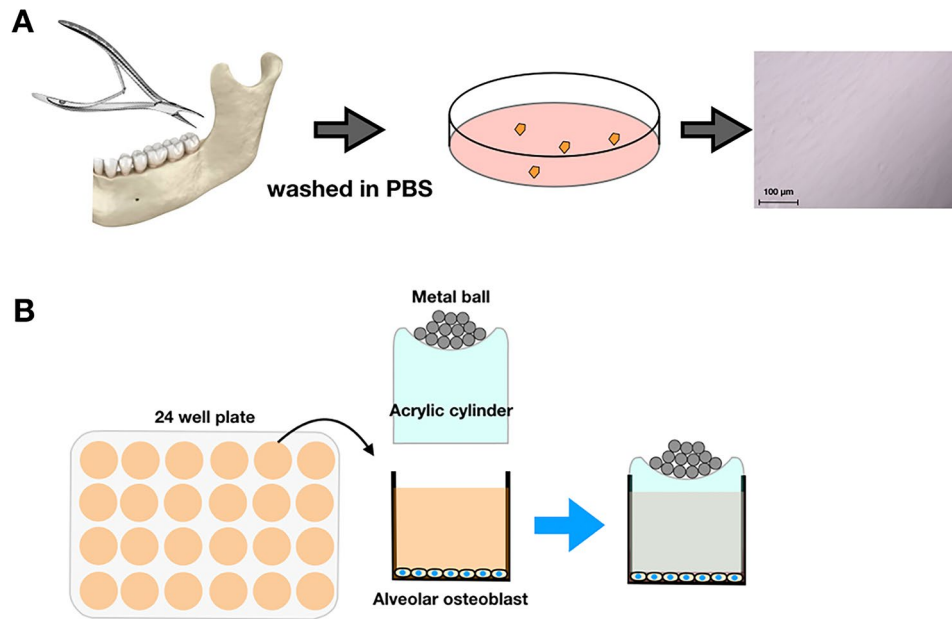 A
washed in PBS
100 μm
B
Metal ball
Acrylic cylinder
24 well plate
Alveolar osteoblast